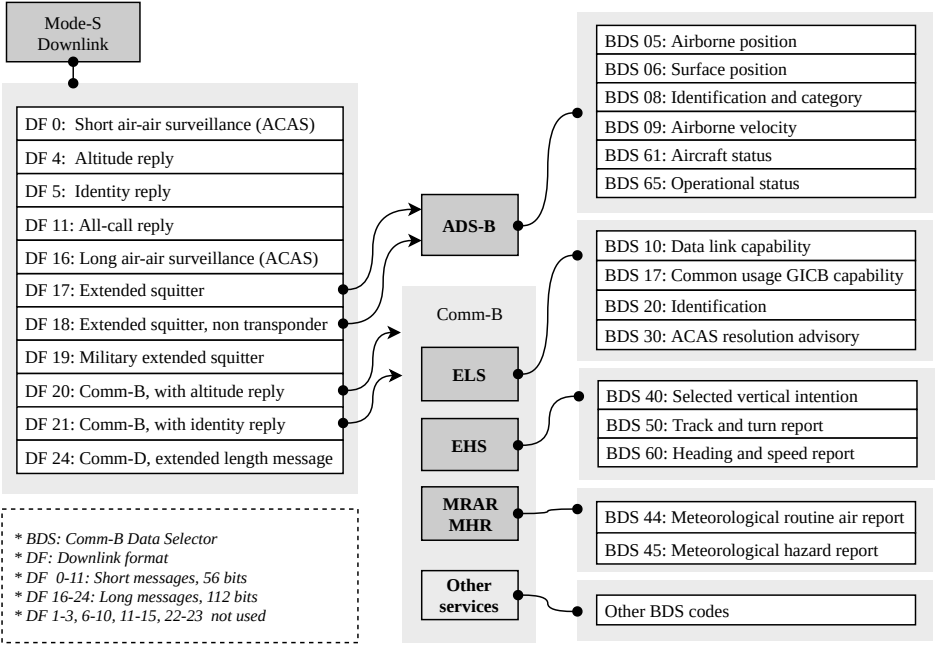 Mode-S
Downlink
DF 0: Short air-air surveillance (ACAS)
DF 4: Altitude reply
DF 5: Identity reply
DF 11: All-call reply
DF 16: Long air-air surveillance (ACAS)
DF 17: Extended squitter
DF 18: Extended squitter, non transponder
DF 19: Military extended squitter
DF 20: Comm-B, with altitude reply
DF 21: Comm-B, with identity reply
DF 24: Comm-D, extended length message
* BDS: Comm-B Data Selector
* DF: Downlink format
* DF 0-11: Short messages, 56 bits
* DF 16-24: Long messages, 112 bits
* DF 1-3, 6-10, 11-15, 22-23 not used
ADS-B
Comm-B
ELS
EHS
MRAR
MHR
Other
services
BDS 05: Airborne position
BDS 06: Surface position
BDS 08: Identification and category
BDS 09: Airborne velocity
BDS 61: Aircraft status
BDS 65: Operational status
BDS 10: Data link capability
BDS 17: Common usage GICB capability
BDS 20: Identification
BDS 30: ACAS resolution advisory
BDS 40: Selected vertical intention
BDS 50: Track and turn report
BDS 60: Heading and speed report
BDS 44: Meteorological routine air report
BDS 45: Meteorological hazard report
Other BDS codes